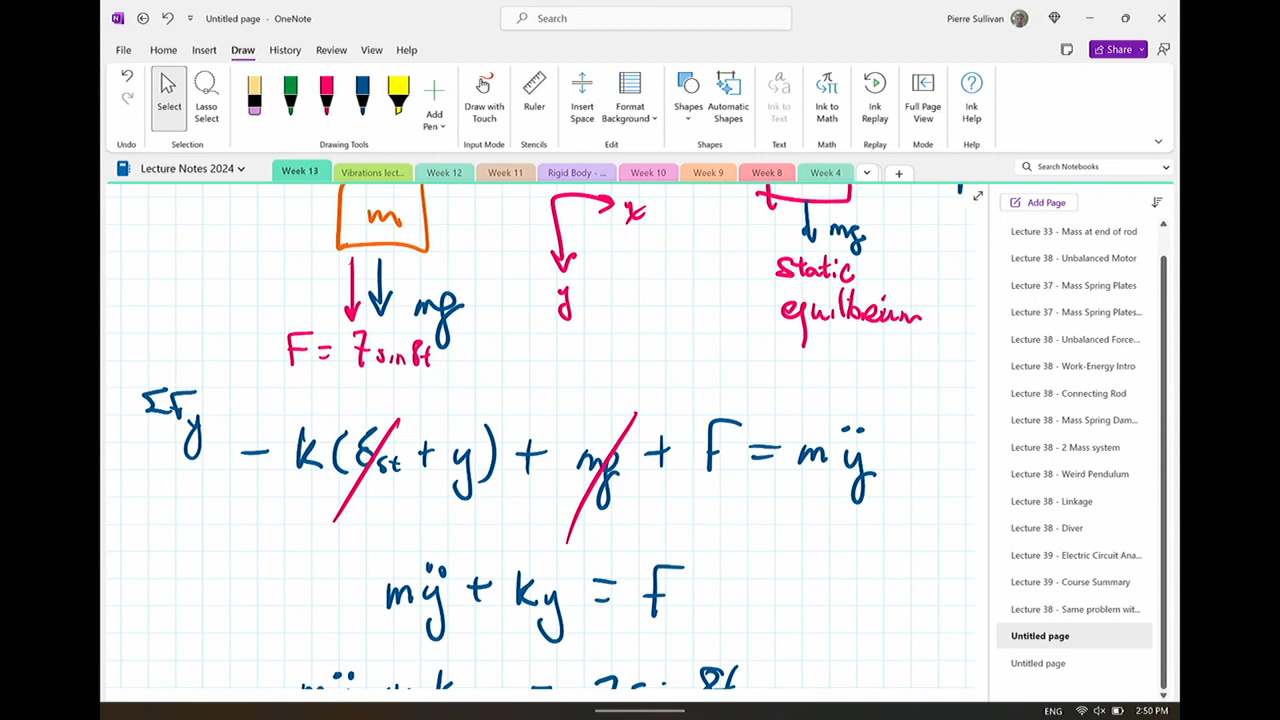 Untitled page - OneNote
Search
Pierre Sullivan
File Home Insert Draw History Review View Help
Share
Select
Lasso Select
Add Pen
Draw with Touch
Ruler
Insert Space
Format Background
Shapes
Automatic Shapes
Ink to Text
Ink to Math
Ink Replay
Full Page View
Ink Help
Undo Selection Drawing Tools Input Mode Stencils Edit Shapes Text Math Replay Mode Help
Lecture Notes 2024
Week 13 Vibrations lect... Week 12 Week 11 Rigid Body - ... Week 10 Week 9 Week 8 Week 4 +
Search Notebooks
Add Page
Lecture 33 - Mass at end of rod
Lecture 38 - Unbalanced Motor
Lecture 37 - Mass Spring Plates
Lecture 37 - Mass Spring Plates...
Lecture 38 - Unbalanced Force...
Lecture 38 - Work-Energy Intro
Lecture 38 - Connecting Rod
Lecture 38 - Mass Spring Dam...
Lecture 38 - 2 Mass system
Lecture 38 - Weird Pendulum
Lecture 38 - Linkage
Lecture 38 - Diver
Lecture 39 - Electric Circuit Ana...
Lecture 39 - Course Summary
Lecture 38 - Same problem wit...
Untitled page
Untitled page
m
x
y
mg
mg
static
equilbrium
F = 7 sin 8t
ΣFy
- k(δst + y) + mg + F = mÿ
mÿ + ky = F
ENG 2:50 PM